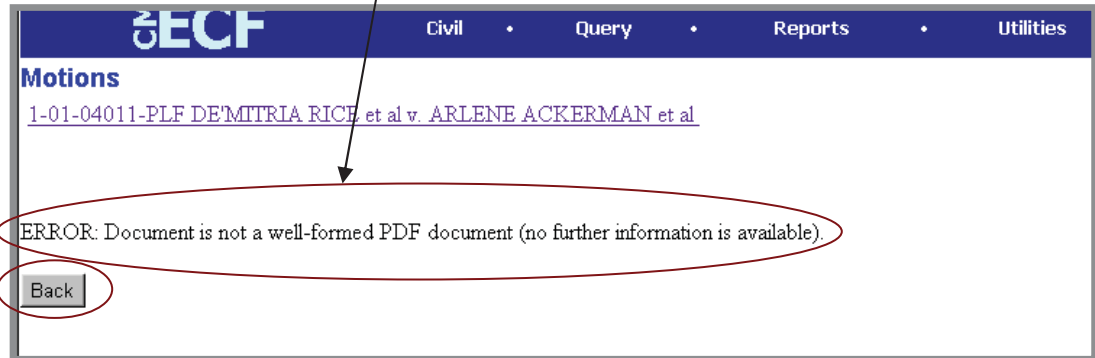 CM ECF Civil • Query • Reports • Utilities
Motions
1-01-04011-PLF DE'MITRIA RICE et al v. ARLENE ACKERMAN et al
ERROR: Document is not a well-formed PDF document (no further information is available).
Back